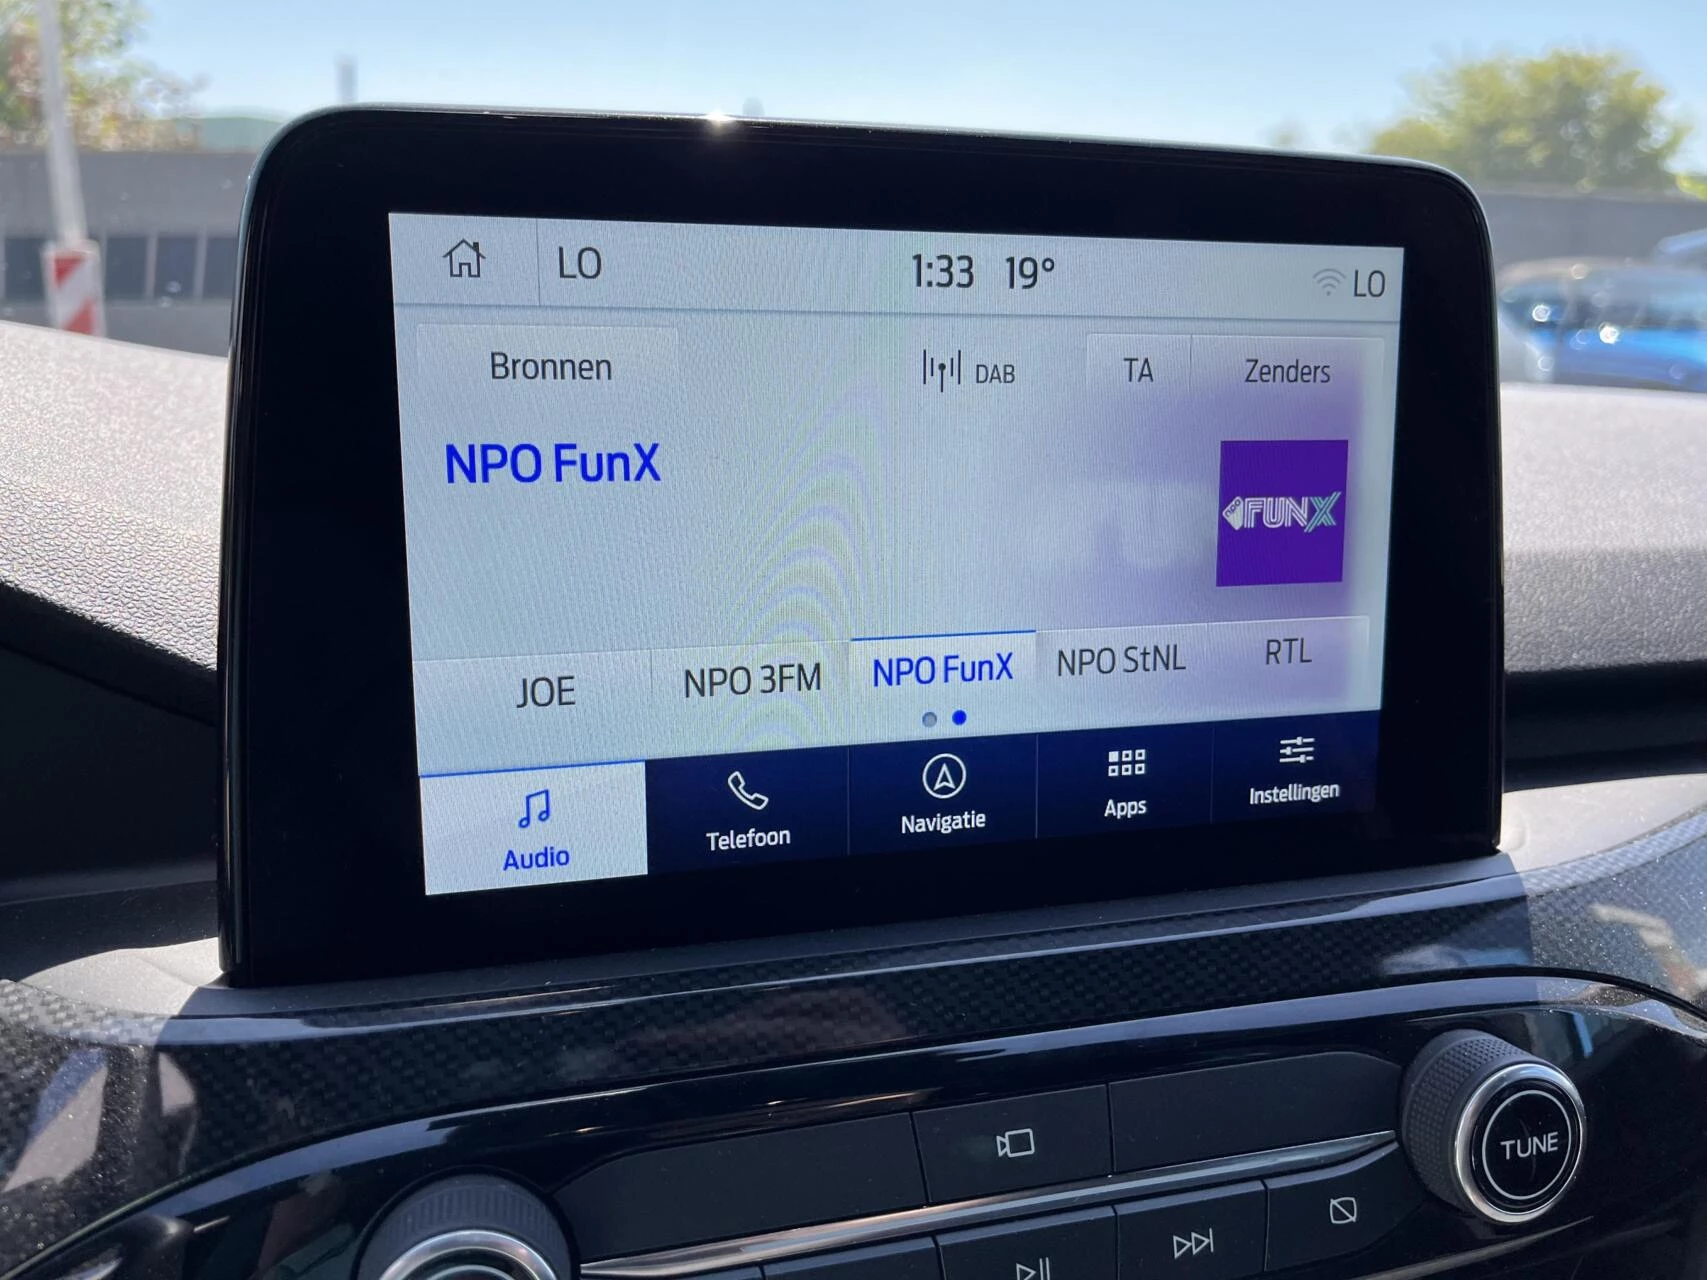 LO 1:33 19° LO
Bronnen DAB TA Zenders
NPO FunX
npo FUNX
JOE NPO 3FM NPO FunX NPO StNL RTL
Audio Telefoon Navigatie Apps Instellingen
TUNE